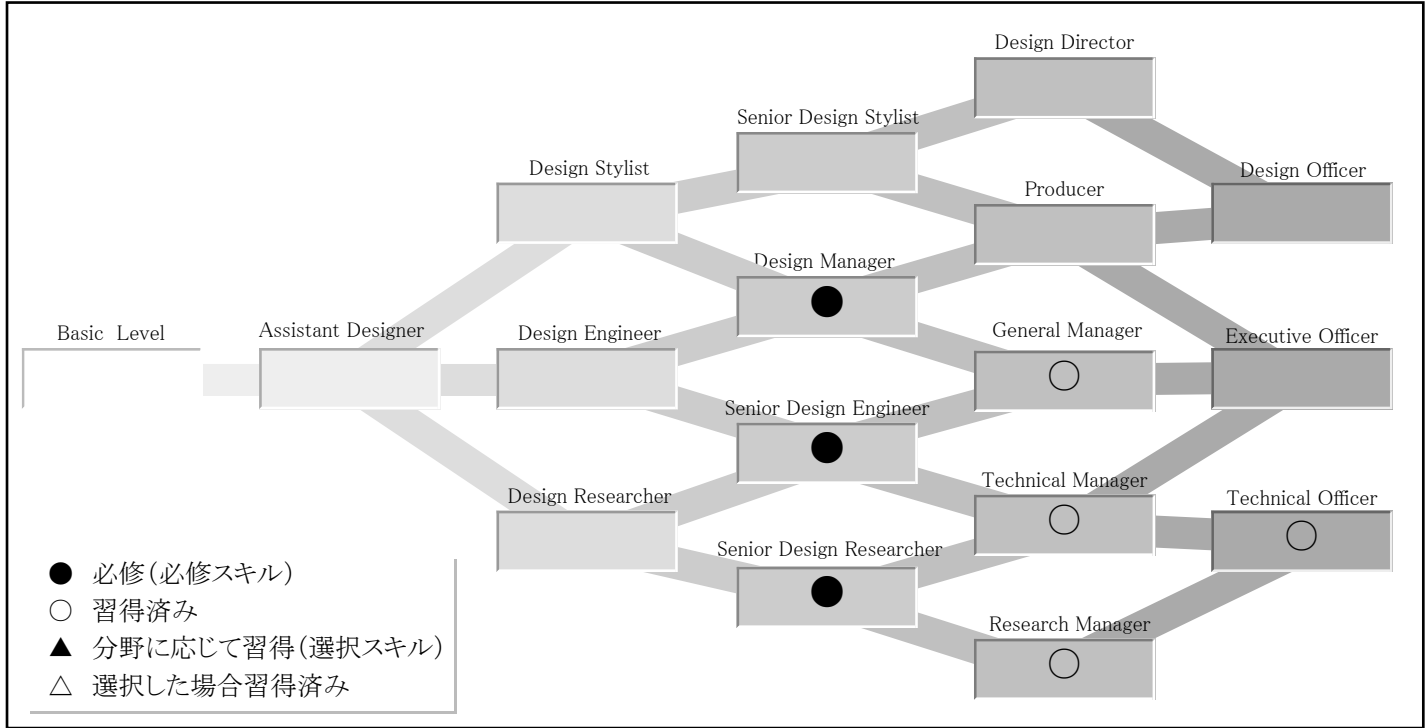 Design Director
Senior Design Stylist
Design Stylist
Design Officer
Producer
Design Manager
●
Basic Level
Assistant Designer
Design Engineer
General Manager
○
Executive Officer
Senior Design Engineer
●
Design Researcher
Technical Manager
○
Technical Officer
○
Senior Design Researcher
●
Research Manager
○
● 必修(必修スキル)
○ 習得済み
▲ 分野に応じて習得(選択スキル)
△ 選択した場合習得済み